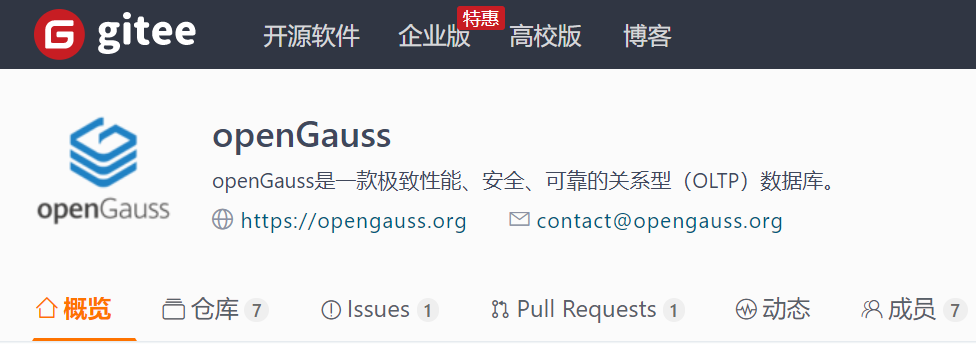 gitee 开源软件 企业版 特惠 高校版 博客
openGauss
openGauss
openGauss是一款极致性能、安全、可靠的关系型（OLTP）数据库。
https://opengauss.org contact@opengauss.org
概览 仓库 7 Issues 1 Pull Requests 1 动态 成员 7